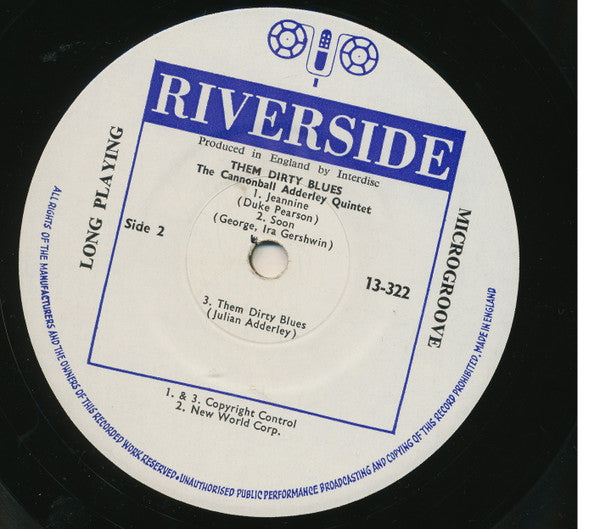 RIVERSIDE
Produced in England by Interdisc
THEM DIRTY BLUES
The Cannonball Adderley Quintet
1. Jeannine
(Duke Pearson)
2. Soon
(George, Ira Gershwin)
LONG PLAYING
Side 2
13-322
MICROGROOVE
3. Them Dirty Blues
(Julian Adderley)
1. & 3. Copyright Control
2. New World Corp.
ALL RIGHTS OF THE MANUFACTURERS AND THE OWNERS OF THIS RECORDED WORK RESERVED • UNAUTHORISED PUBLIC PERFORMANCE BROADCASTING AND COPYING OF THIS RECORD PROHIBITED. MADE IN ENGLAND